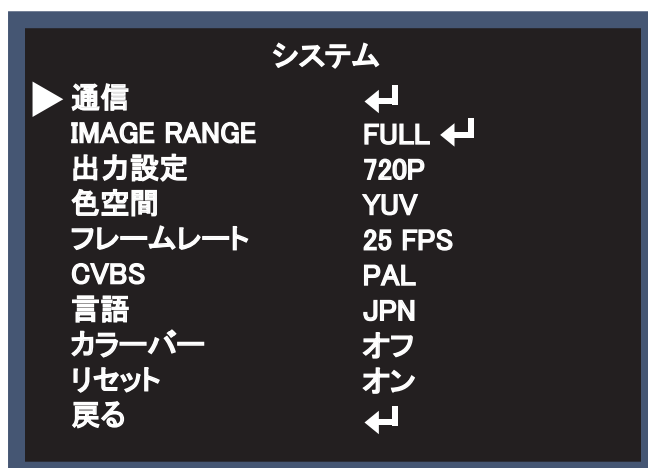 システム
通信 ↵
IMAGE RANGE FULL ↵
出力設定 720P
色空間 YUV
フレームレート 25 FPS
CVBS PAL
言語 JPN
カラーバー オフ
リセット オン
戻る ↵